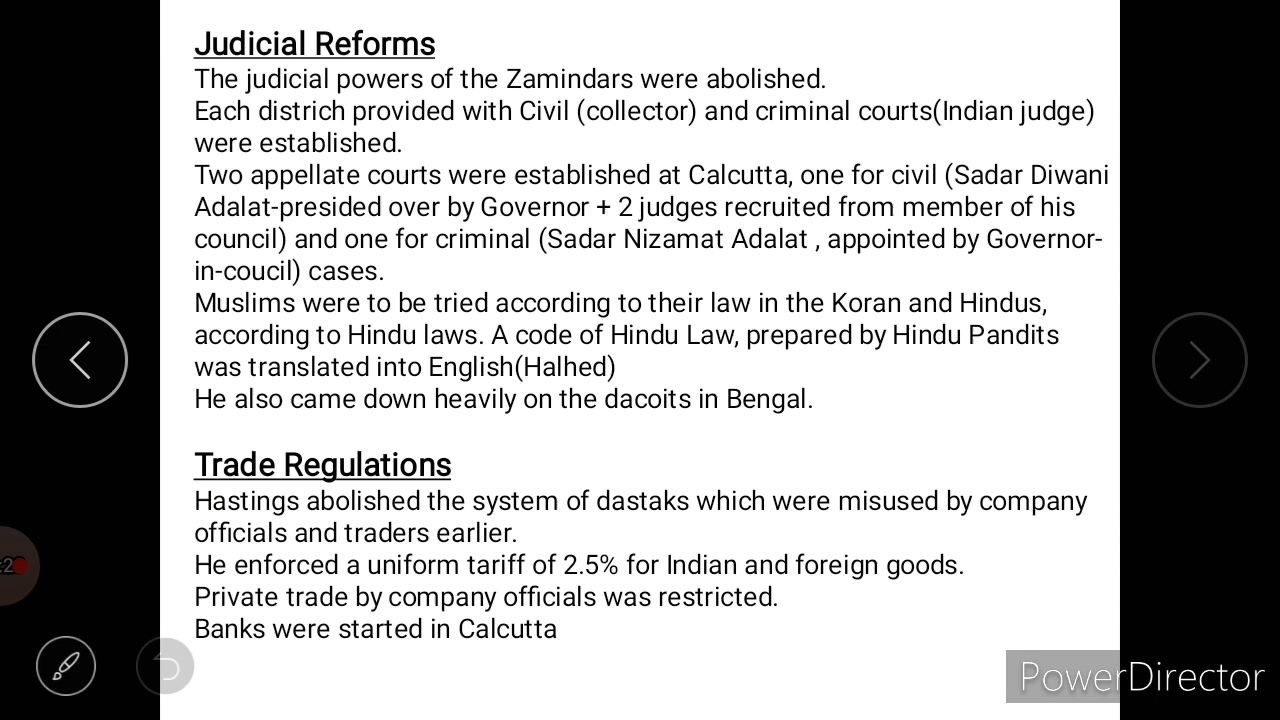 Judicial Reforms
The judicial powers of the Zamindars were abolished.
Each district provided with Civil (collector) and criminal courts(Indian judge)
were established.
Two appellate courts were established at Calcutta, one for civil (Sadar Diwani
Adalat-presided over by Governor + 2 judges recruited from member of his
council) and one for criminal (Sadar Nizamat Adalat , appointed by Governor-
in-coucil) cases.
Muslims were to be tried according to their law in the Koran and Hindus,
according to Hindu laws. A code of Hindu Law, prepared by Hindu Pandits
was translated into English(Halhed)
He also came down heavily on the dacoits in Bengal.
Trade Regulations
Hastings abolished the system of dastaks which were misused by company
officials and traders earlier.
He enforced a uniform tariff of 2.5% for Indian and foreign goods.
Private trade by company officials was restricted.
Banks were started in Calcutta
PowerDirector